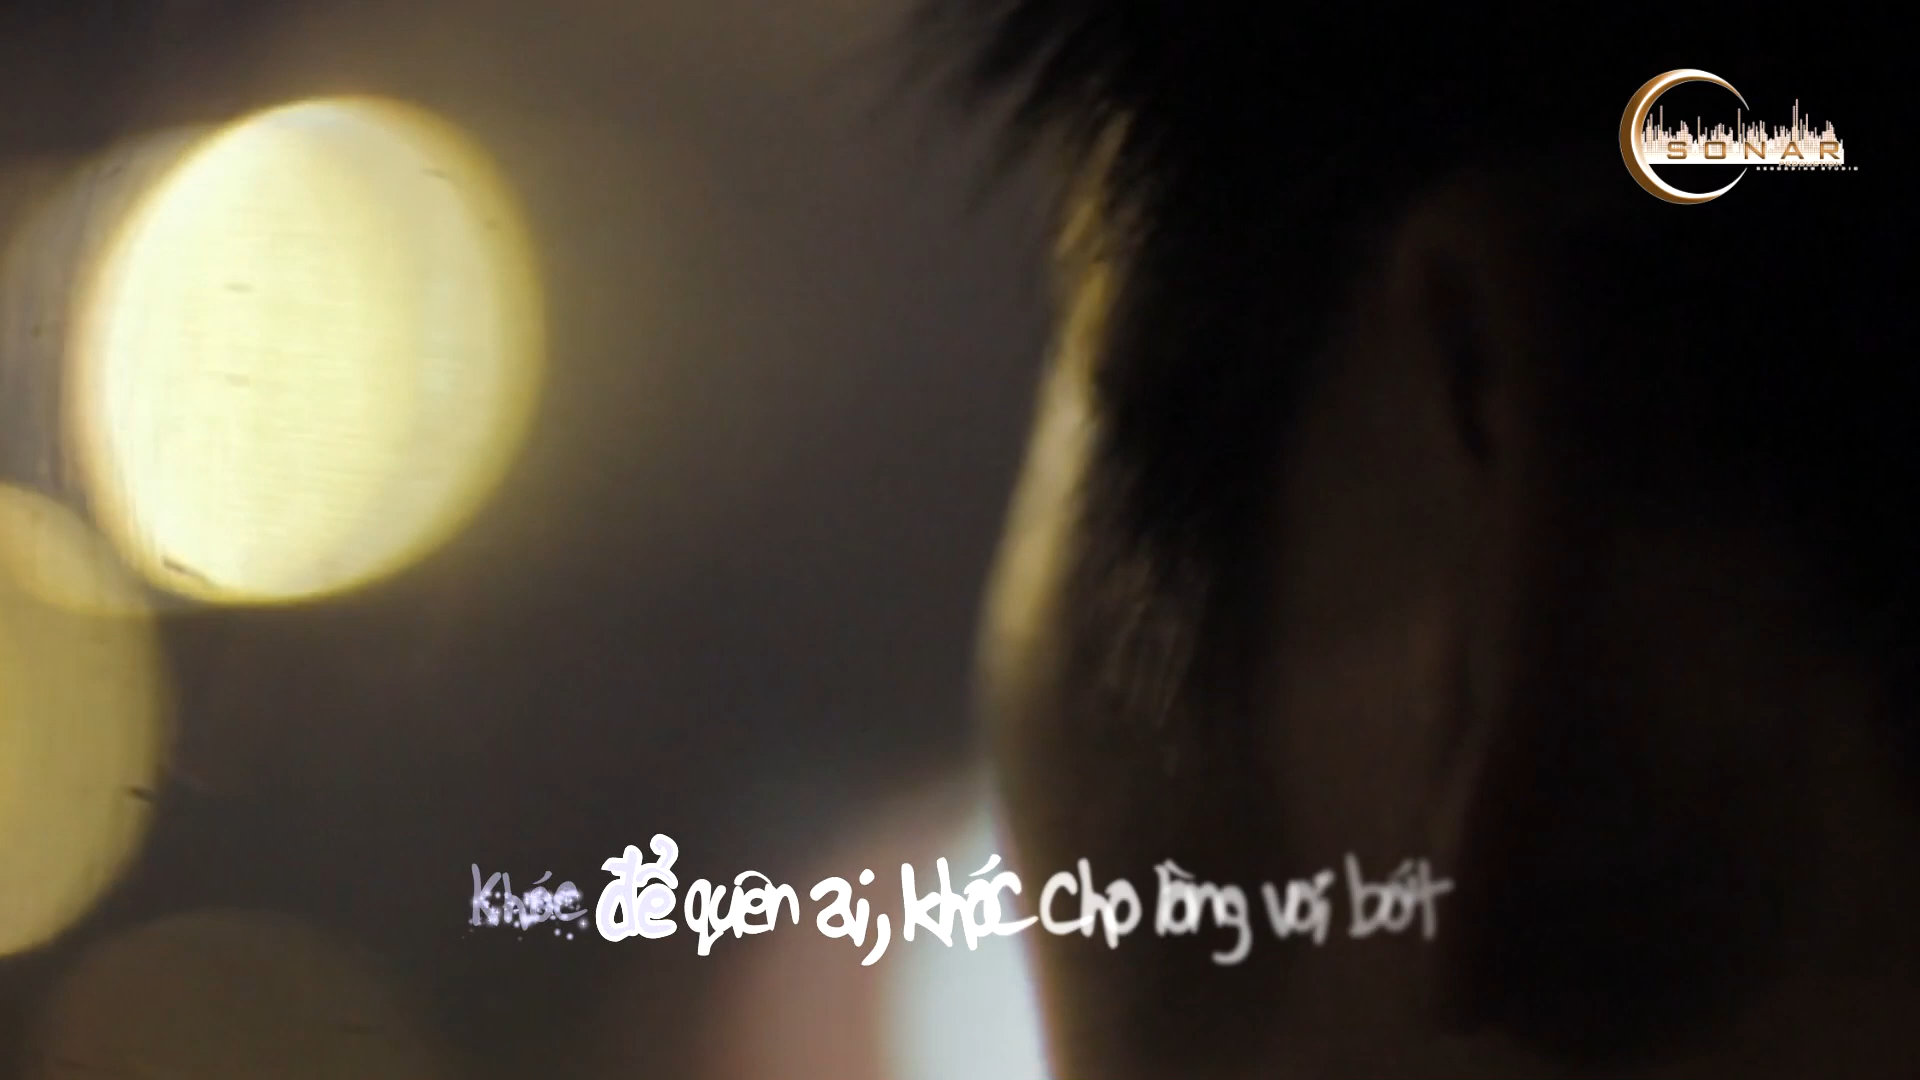 SONAR
Khóc để quên ai, khóc cho lòng vơi bớt